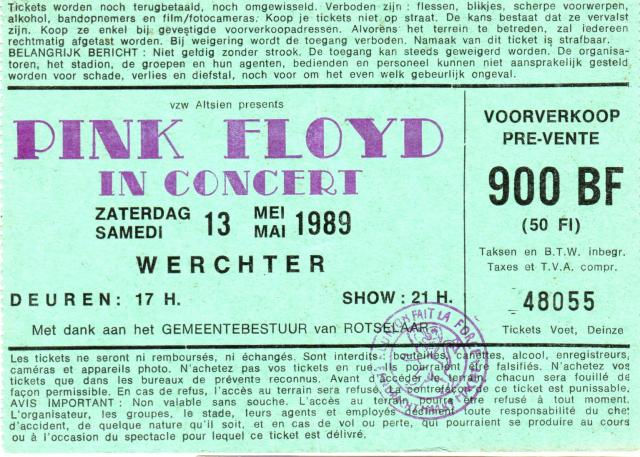 Tickets worden noch terugbetaald, noch omgewisseld. Verboden zijn : flessen, blikjes, scherpe voorwerpen,
alkohol, bandopnemers en film/fotocameras. Koop je tickets niet op straat. De kans bestaat dat ze vervalst
zijn. Koop ze enkel bij gevestigde voorverkoopadressen. Alvorens het terrein te betreden, zal iedereen
rechtmatig afgetast worden. Bij weigering wordt de toegang verboden. Namaak van dit ticket is strafbaar.
BELANGRIJK BERICHT : Niet geldig zonder strook. De toegang kan steeds geweigerd worden. De organisa-
toren, het stadion, de groepen en hun agenten, bedienden en personeel kunnen niet aansprakelijk gesteld
worden voor schade, verlies en diefstal, noch voor om het even welk gebeurlijk ongeval.
vzw Altsien presents
PINK FLOYD
IN CONCERT
ZATERDAG 13 MEI 1989
SAMEDI MAI
WERCHTER
DEUREN: 17 H. SHOW: 21 H.
Met dank aan het GEMEENTEBESTUUR van ROTSELAAR
VOORVERKOOP
PRE-VENTE
900 BF
(50 Fl)
Taksen en B.T.W. inbegr.
Taxes et T.V.A. compr.
48055
Tickets Voet, Deinze
UNION FAIT LA FOR
Les tickets ne seront ni remboursés, ni échangés. Sont interdits : bouteilles, canettes, alcool, enregistreurs,
caméras et appareils photo. N'achetez pas vos tickets en rue. Ils pourraient être falsifiés. N'achetez vos
tickets que dans les bureaux de prévents reconnus. Avant d'accéder le terrain, chacun sera fouillé de
façon permissible. En cas de refus, l'accès au terrain sera refusé. La contrefaçon de ce ticket est punissable.
AVIS IMPORTANT : Non valable sans souche. L'accès au terrain pourra être refusé à tout moment.
L'organisateur, les groupes, le stade, leurs agents et employés déclinent toute responsabilité du chef
d'accident, de quelque nature qu'il soit, et en cas de vol ou perte, qui pourraient se produire au cours
ou à l'occasion du spectacle pour lequel ce ticket est délivré.